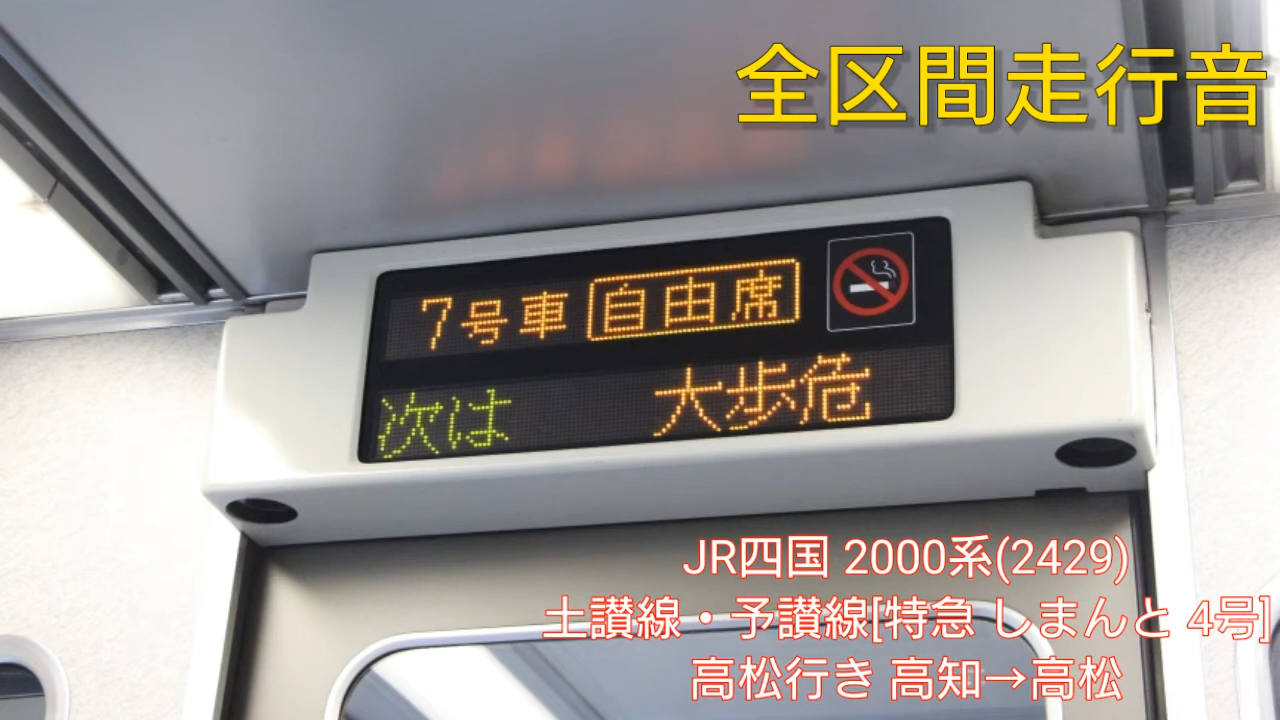 全区間走行音
7号車 自由席
次は 大歩危
JR四国 2000系(2429)
土讃線・予讃線[特急 しまんと 4号]
高松行き 高知→高松